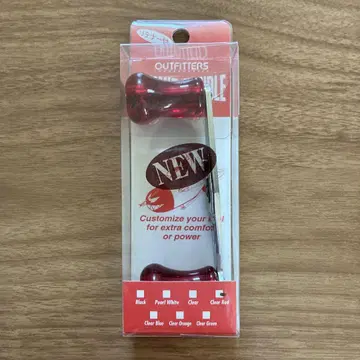 OUTFITTERS
NEW
Customize your
for extra comfort
or power
Black
Pearl White
Clear
Clear Red
Clear Blue
Clear Orange
Clear Green